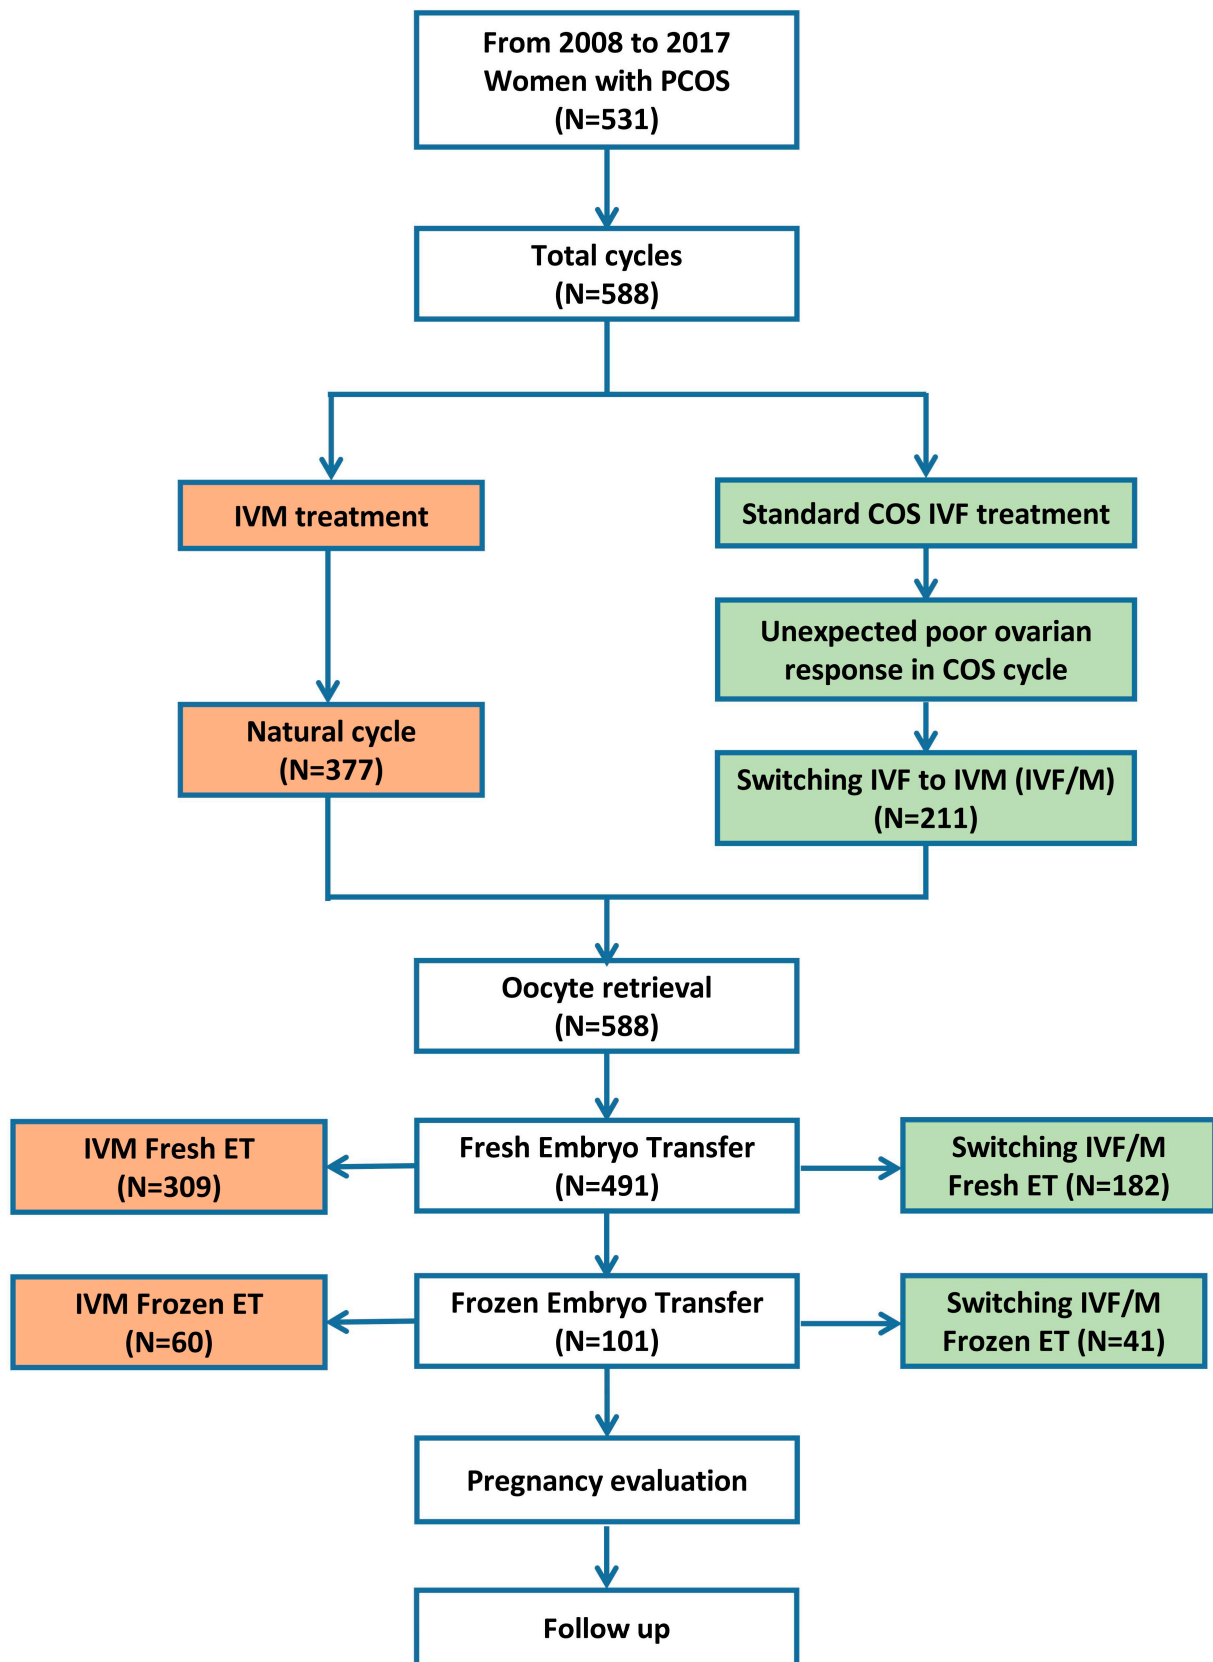 From 2008 to 2017
Women with PCOS
(N=531)
Total cycles
(N=588)
IVM treatment
Standard COS IVF treatment
Unexpected poor ovarian
response in COS cycle
Natural cycle
(N=377)
Switching IVF to IVM (IVF/M)
(N=211)
Oocyte retrieval
(N=588)
IVM Fresh ET
(N=309)
Fresh Embryo Transfer
(N=491)
Switching IVF/M
Fresh ET (N=182)
IVM Frozen ET
(N=60)
Frozen Embryo Transfer
(N=101)
Switching IVF/M
Frozen ET (N=41)
Pregnancy evaluation
Follow up